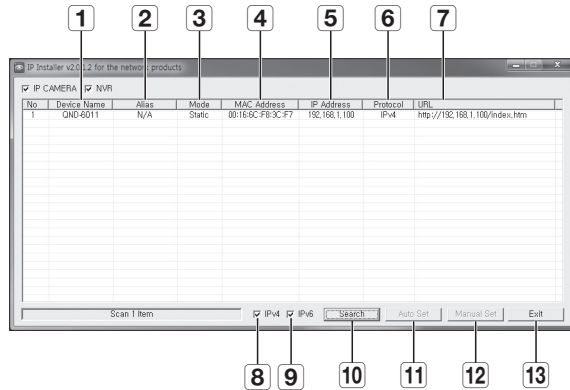 1 2 3 4 5 6 7
IP Installer v2.0.1.2 for the network products
IP CAMERA NVR
No Device Name Alias Mode MAC Address IP Address Protocol URL
1 QND-6011 N/A Static 00:16:6C:F8:3C:F7 192,168,1,100 IPv4 http://192,168,1,100/index,htm
Scan 1 Item IPv4 IPv6 Search Auto Set Manual Set Exit
8 9 10 11 12 13